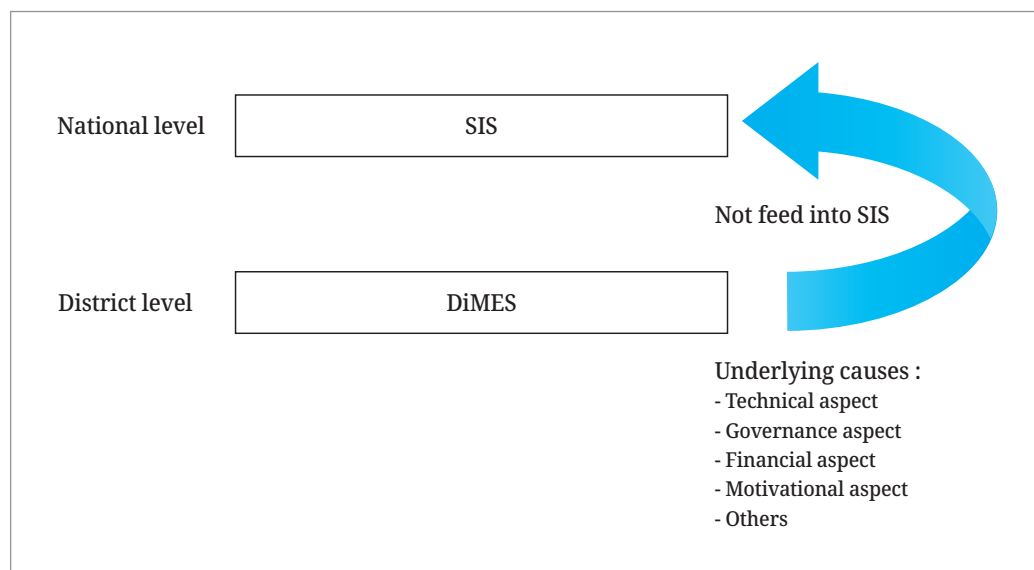 National level
SIS
Not feed into SIS
District level
DiMES
Underlying causes :
- Technical aspect
- Governance aspect
- Financial aspect
- Motivational aspect
- Others